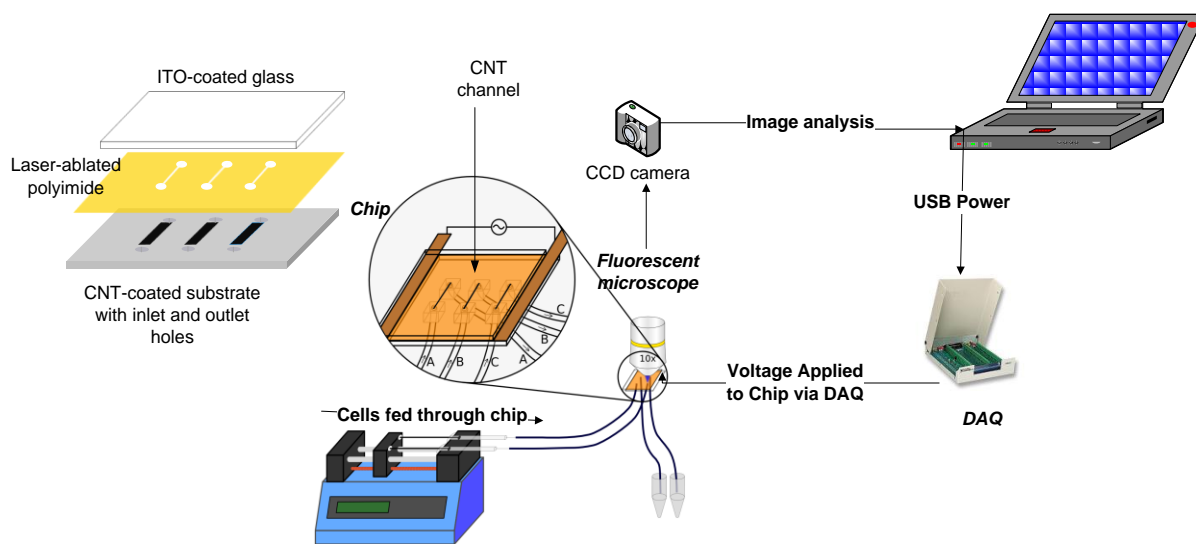 ITO-coated glass
Laser-ablated
polyimide
CNT-coated substrate
with inlet and outlet
holes
CNT
channel
Chip
A
B
C
C
B
A
CCD camera
Fluorescent
microscope
10x
Image analysis
USB Power
Voltage Applied
to Chip via DAQ
DAQ
Cells fed through chip